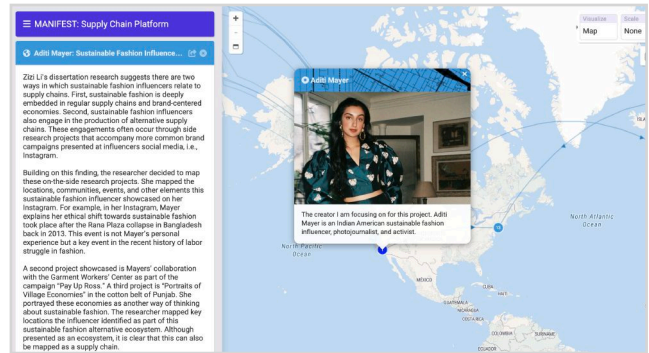 MANIFEST: Supply Chain Platform
Aditi Mayer: Sustainable Fashion Influence...
Zizi Li's dissertation research suggests there are two
ways in which sustainable fashion influencers relate to
supply chains. First, sustainable fashion is deeply
embedded in regular supply chains and brand-centered
economies. Second, sustainable fashion influencers
also engage in the production of alternative supply
chains. These engagements often occur through side
research projects that accompany more common brand
campaigns presented at influencers social media, i.e.,
Instagram.
Building on this finding, the researcher decided to map
these on-the-side research projects. She mapped the
locations, communities, events, and other elements this
sustainable fashion influencer showcased on her
Instagram. For example, in her Instagram, Mayer
explains her ethical shift towards sustainable fashion
took place after the Rana Plaza collapse in Bangladesh
back in 2013. This event is not Mayer's personal
experience but a key event in the recent history of labor
struggle in fashion.
A second project showcased is Mayers' collaboration
with the Garment Workers' Center as part of the
campaign "Pay Up Ross." A third project is "Portraits of
Village Economies" in the cotton belt of Punjab. She
portrayed these economies as another way of thinking
about sustainable fashion. The researcher mapped key
locations the influencer identified as part of this
sustainable fashion alternative ecosystem. Although
presented as an ecosystem, it is clear that this can also
be mapped as a supply chain.
+
-
Aditi Mayer
×
The creator I am focusing on for this project. Aditi
Mayer is an Indian American sustainable fashion
influencer, photojournalist, and activist.
Visualize
Map
Scale
None
North Pacific
Ocean
North Atlantic
Ocean
MÉXICO
CUBA
HAITI
GUATEMALA
NICARAGUA
COSTA RICA
COLOMBIA
SURINAME
ECUADOR